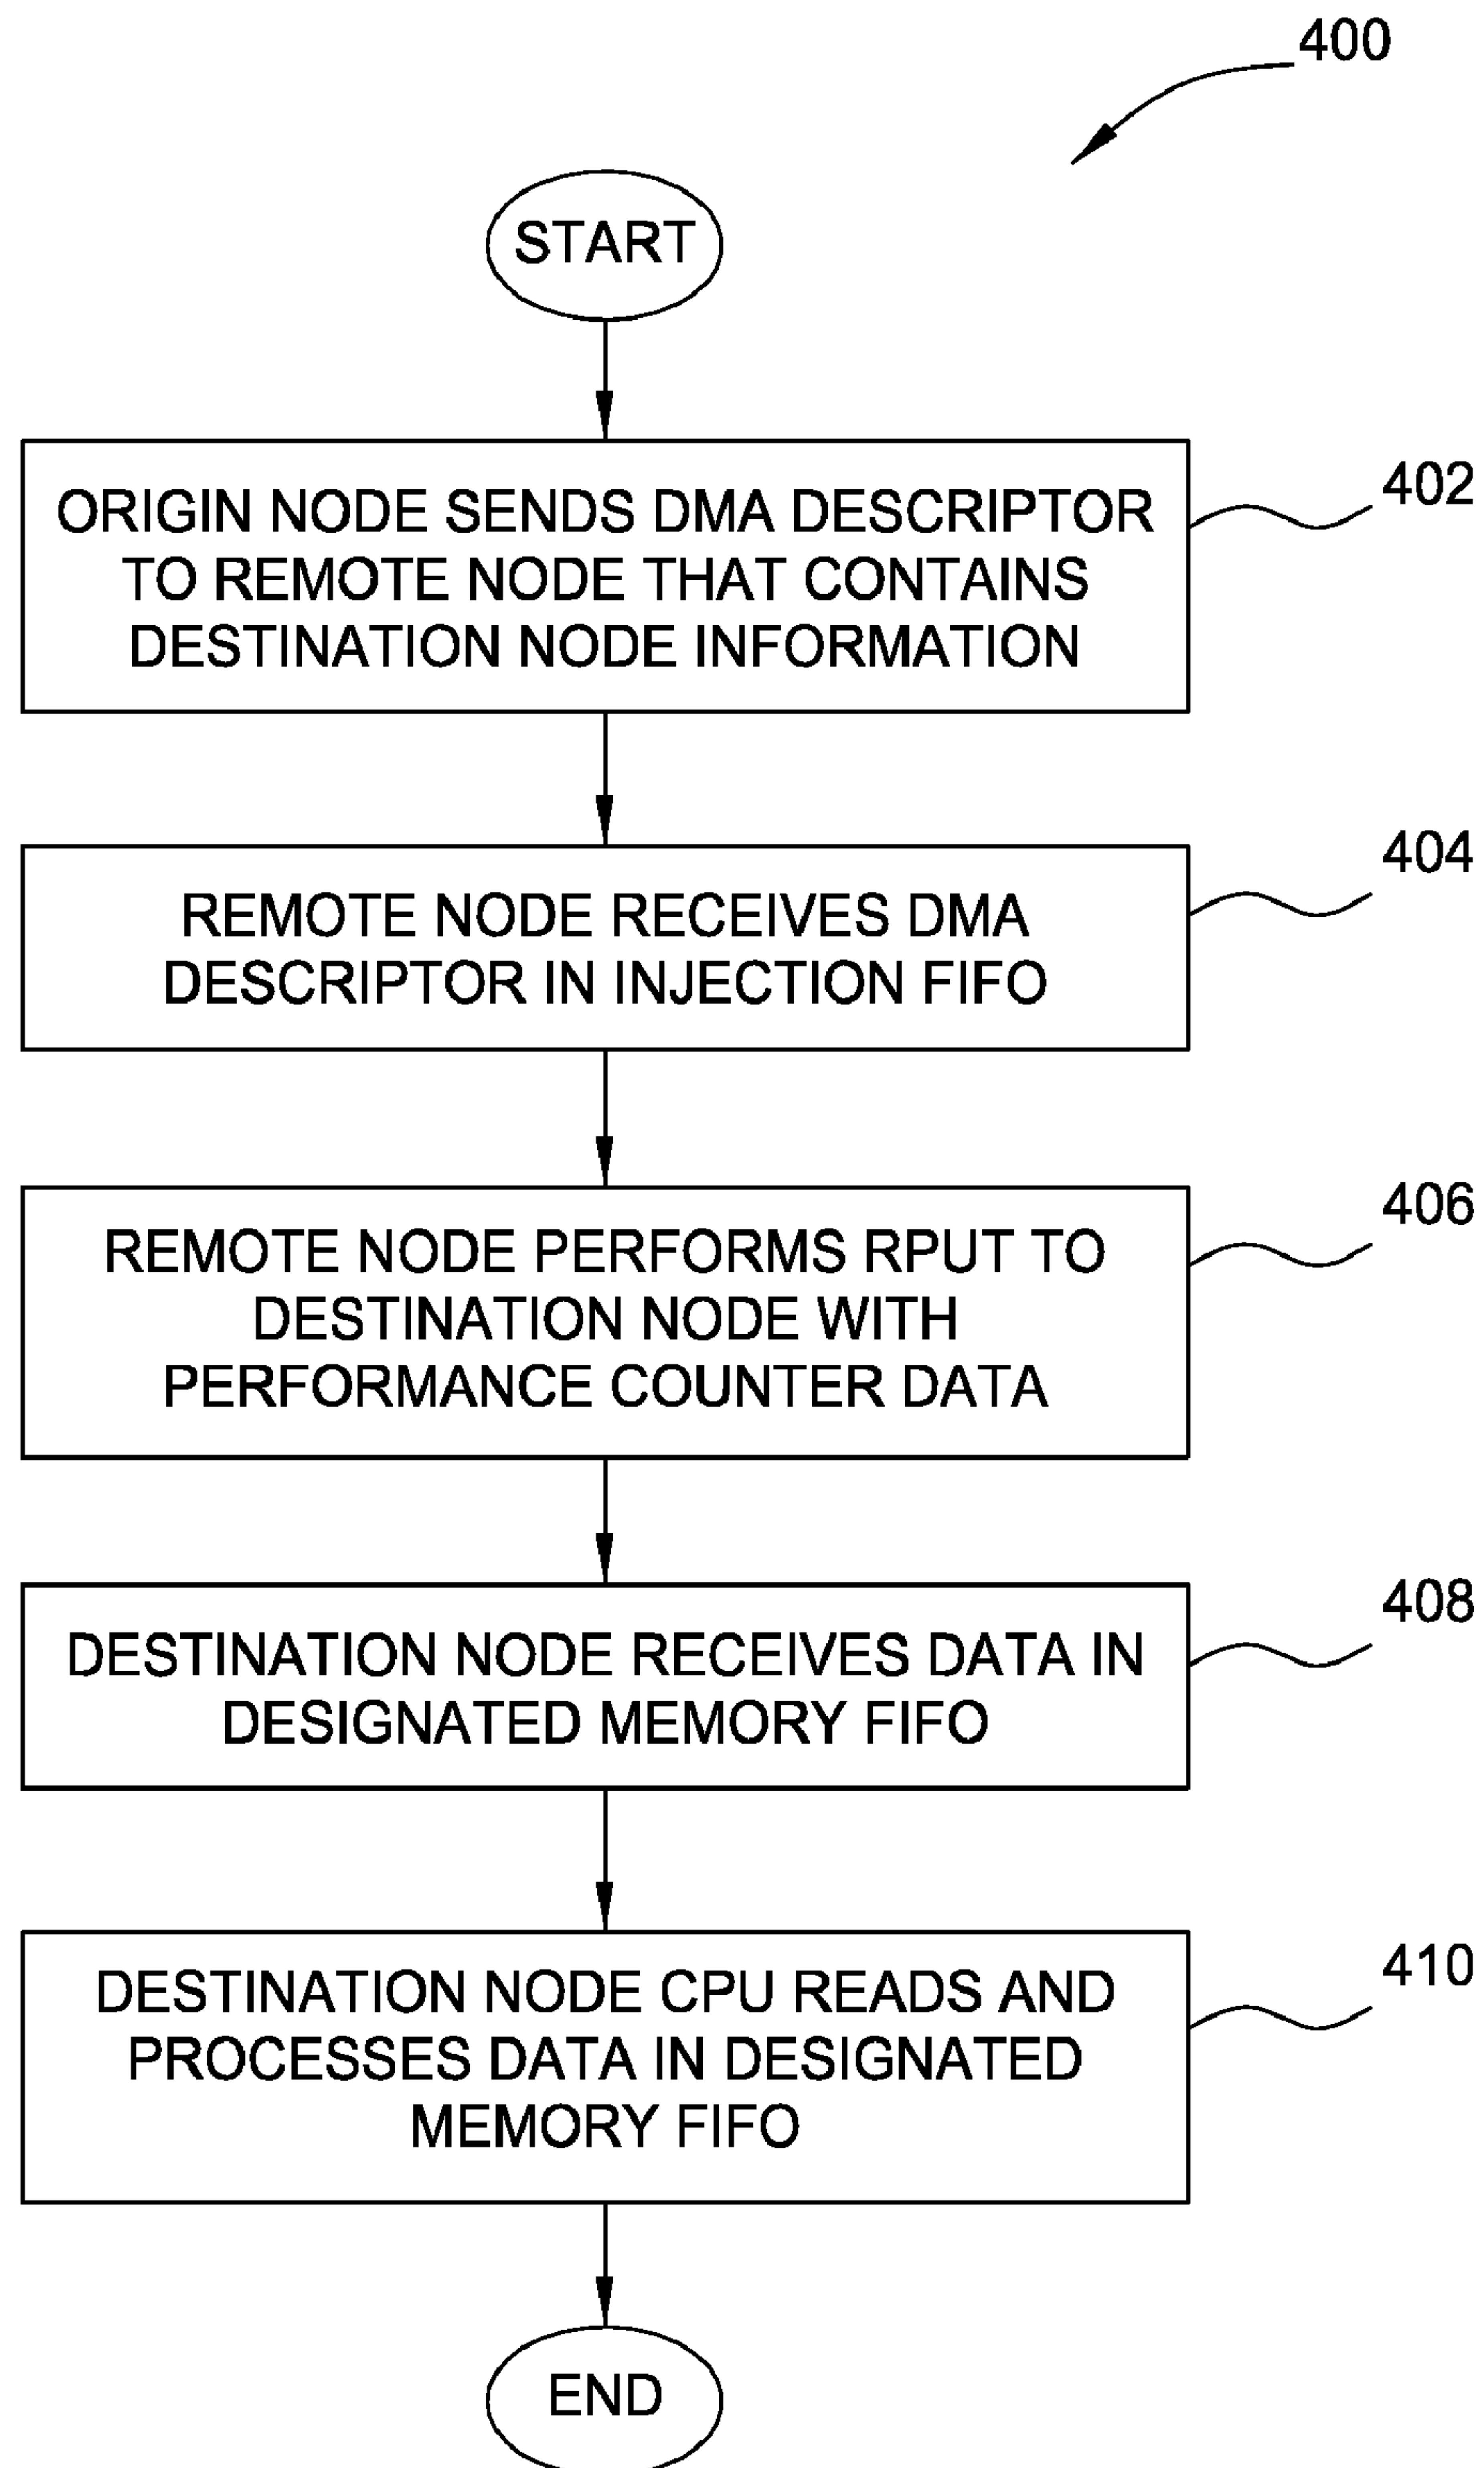 400
START
ORIGIN NODE SENDS DMA DESCRIPTOR
TO REMOTE NODE THAT CONTAINS
DESTINATION NODE INFORMATION
402
REMOTE NODE RECEIVES DMA
DESCRIPTOR IN INJECTION FIFO
404
REMOTE NODE PERFORMS RPUT TO
DESTINATION NODE WITH
PERFORMANCE COUNTER DATA
406
DESTINATION NODE RECEIVES DATA IN
DESIGNATED MEMORY FIFO
408
DESTINATION NODE CPU READS AND
PROCESSES DATA IN DESIGNATED
MEMORY FIFO
410
END